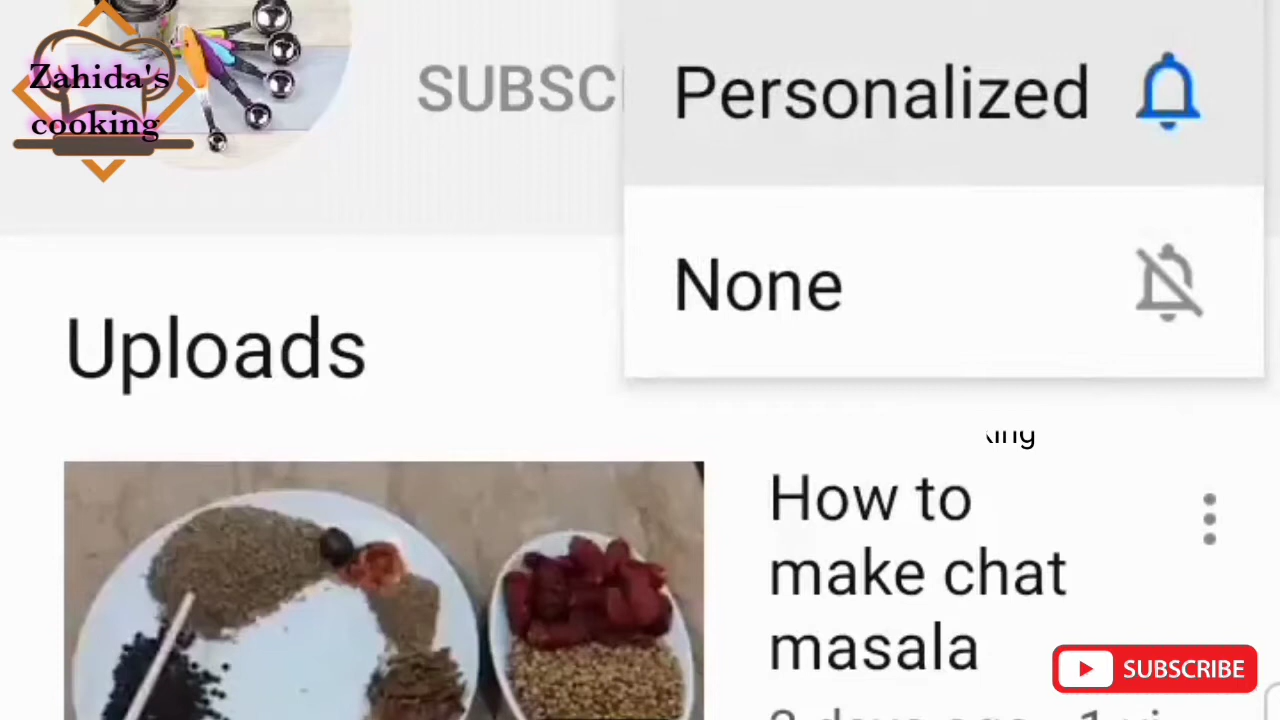 Zahida's
cooking
SUBSC
Personalized
None
Uploads
How to
make chat
masala
SUBSCRIBE